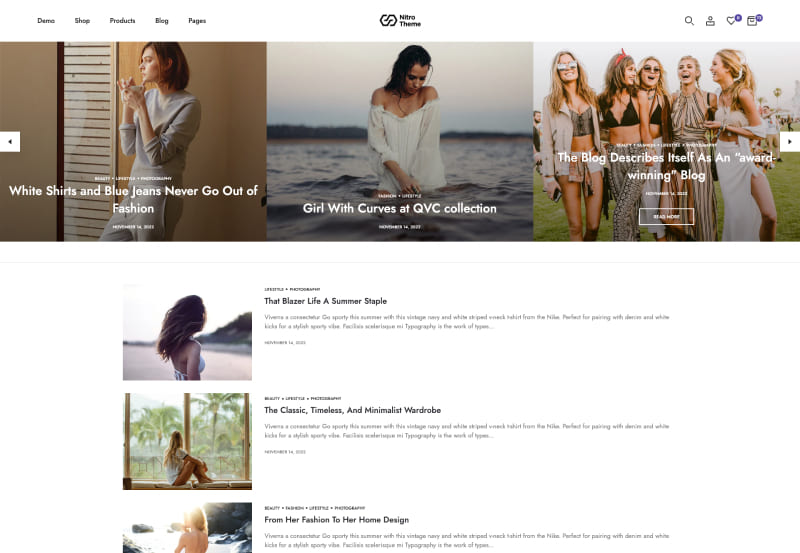 Demo Shop Products Blog Pages
Nitro
Theme
BEAUTY • LIFESTYLE • PHOTOGRAPHY
White Shirts and Blue Jeans Never Go Out of
Fashion
NOVEMBER 14, 2022
FASHION • LIFESTYLE
Girl With Curves at QVC collection
NOVEMBER 14, 2022
BEAUTY • FASHION • LIFESTYLE • PHOTOGRAPHY
The Blog Describes Itself As An "award-
winning" Blog
NOVEMBER 14, 2022
READ MORE
LIFESTYLE • PHOTOGRAPHY
That Blazer Life A Summer Staple
Viverra a consectetur Go sporty this summer with this vintage navy and white striped v-neck t-shirt from the Nike. Perfect for pairing with denim and white
kicks for a stylish sporty vibe. Facilisis scelerisque mi Typography is the work of types...
NOVEMBER 14, 2022
BEAUTY • LIFESTYLE • PHOTOGRAPHY
The Classic, Timeless, And Minimalist Wardrobe
Viverra a consectetur Go sporty this summer with this vintage navy and white striped v-neck t-shirt from the Nike. Perfect for pairing with denim and white
kicks for a stylish sporty vibe. Facilisis scelerisque mi Typography is the work of types...
NOVEMBER 14, 2022
BEAUTY • FASHION • LIFESTYLE • PHOTOGRAPHY
From Her Fashion To Her Home Design
Viverra a consectetur Go sporty this summer with this vintage navy and white striped v-neck t-shirt from the Nike. Perfect for pairing with denim and white
kicks for a stylish sporty vibe. Facilisis scelerisque mi Typography is the work of types...